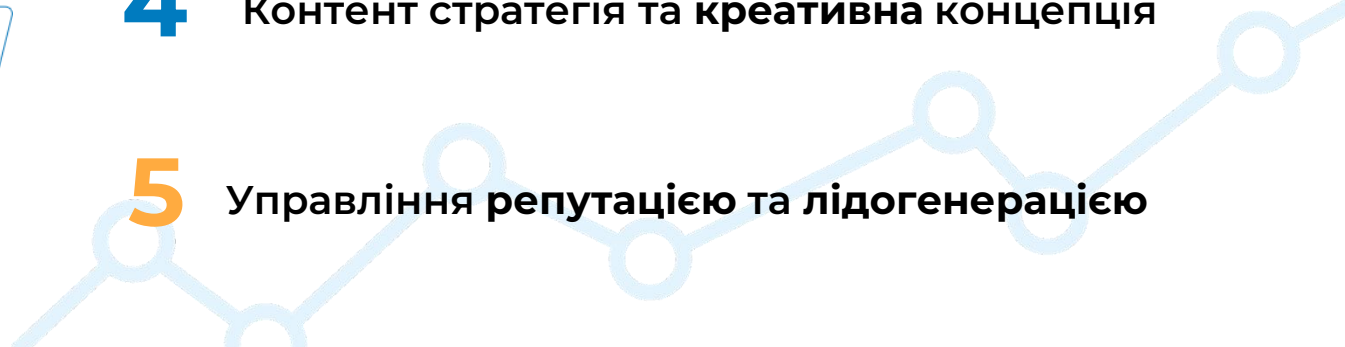 4 Контент стратегія та креативна концепція
5 Управління репутацією та лідогенерацією